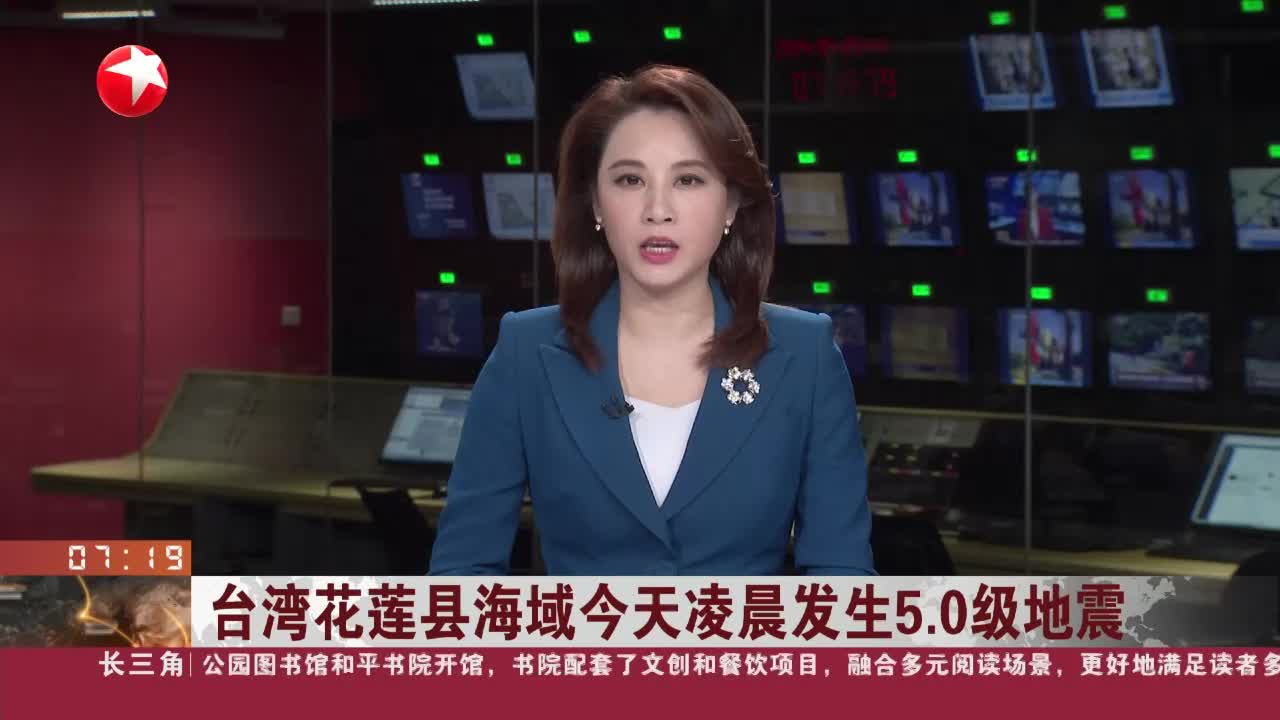 07:19
台湾花莲县海域今天凌晨发生5.0级地震
长三角 公园图书馆和平书院开馆，书院配套了文创和餐饮项目，融合多元阅读场景，更好地满足读者多